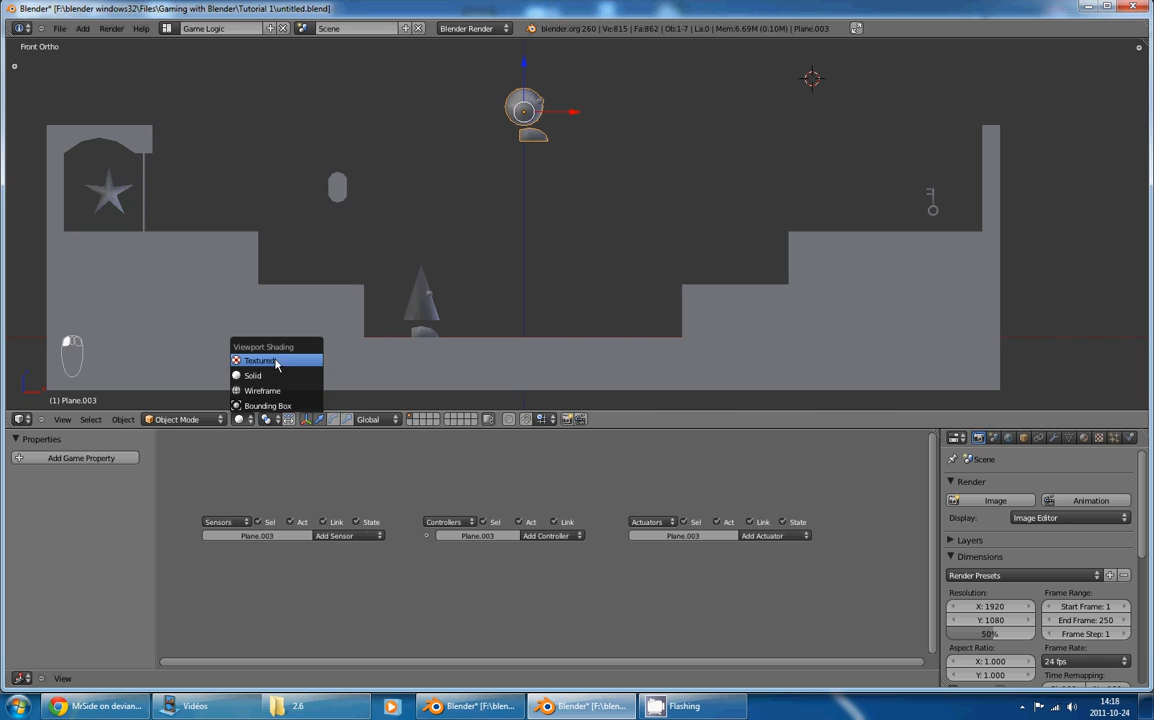 Blender* [F:\blender windows32\Files\Gaming with Blender\Tutorial 1\untitled.blend]
File Add Render Help Game Logic Scene Blender Render blender.org 260 | Ve:815 | Fa:862 | Ob:1-7 | La:0 | Mem:6.69M (0.10M) | Plane.003
Front Ortho
Viewport Shading
Textured
Solid
Wireframe
Bounding Box
(1) Plane.003
View Select Object Object Mode Global
Properties
Add Game Property
Sensors Sel Act Link State Controllers Sel Act Link Actuators Sel Act Link State
Plane.003 Add Sensor Plane.003 Add Controller Plane.003 Add Actuator
View
Scene
Render
Image Animation
Display: Image Editor
Layers
Dimensions
Render Presets
Resolution: Frame Range:
X: 1920 Start Frame: 1
Y: 1080 End Frame: 250
50% Frame Step: 1
Aspect Ratio: Frame Rate:
X: 1.000 24 fps
Y: 1.000 Time Remapping:
MrSide on devian... Vidéos 2.6 Blender* [F:\blen... Blender* [F:\blen... Flashing
14:18
2011-10-24